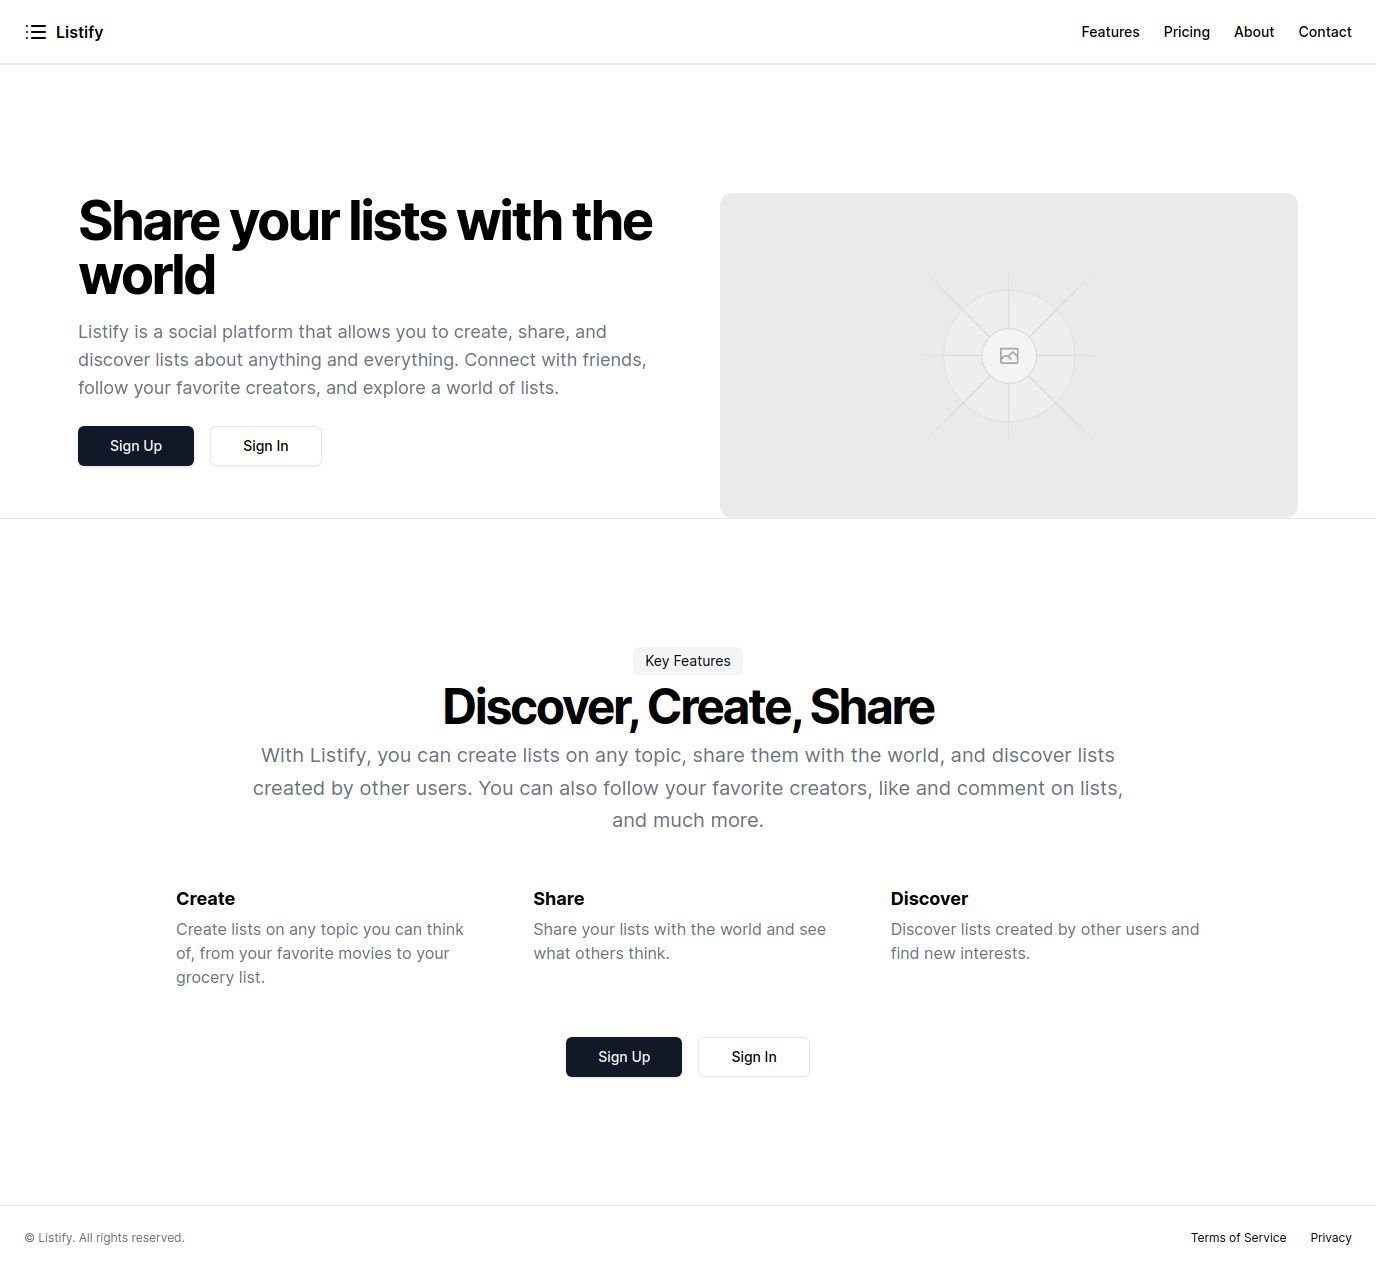 Listify
Features Pricing About Contact
Share your lists with the
world
Listify is a social platform that allows you to create, share, and
discover lists about anything and everything. Connect with friends,
follow your favorite creators, and explore a world of lists.
Sign Up Sign In
Key Features
Discover, Create, Share
With Listify, you can create lists on any topic, share them with the world, and discover lists
created by other users. You can also follow your favorite creators, like and comment on lists,
and much more.
Create
Create lists on any topic you can think
of, from your favorite movies to your
grocery list.
Share
Share your lists with the world and see
what others think.
Discover
Discover lists created by other users and
find new interests.
Sign Up Sign In
© Listify. All rights reserved.
Terms of Service Privacy